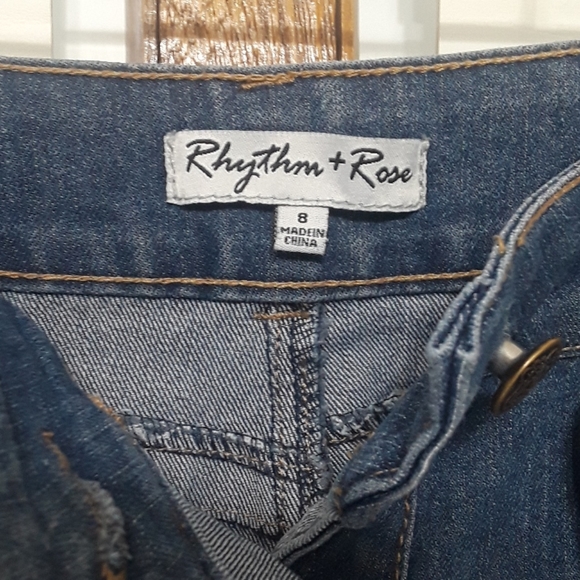 Rhythm + Rose
8
MADE IN
CHINA